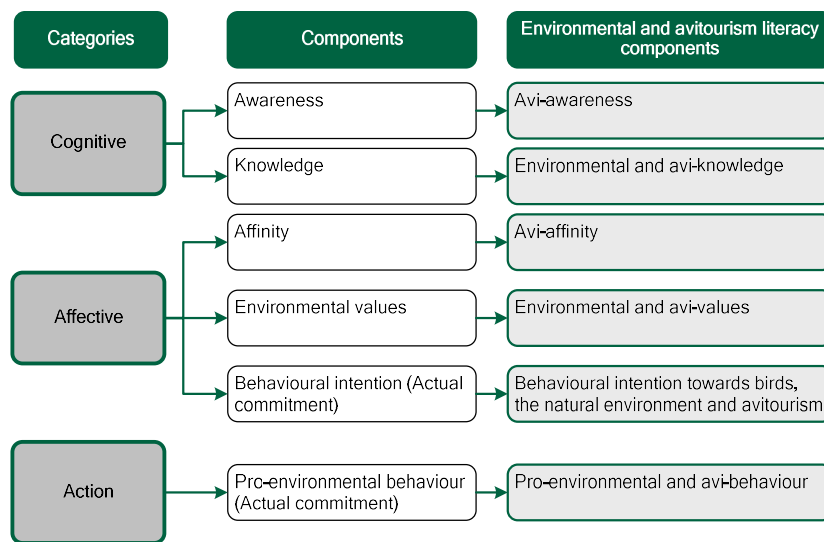 Categories
Components
Environmental and avitourism literacy
components
Cognitive
Awareness
Avi-awareness
Knowledge
Environmental and avi-knowledge
Affective
Affinity
Avi-affinity
Environmental values
Environmental and avi-values
Behavioural intention (Actual
commitment)
Behavioural intention towards birds,
the natural environment and avitourism
Action
Pro-environmental behaviour
(Actual commitment)
Pro-environmental and avi-behaviour